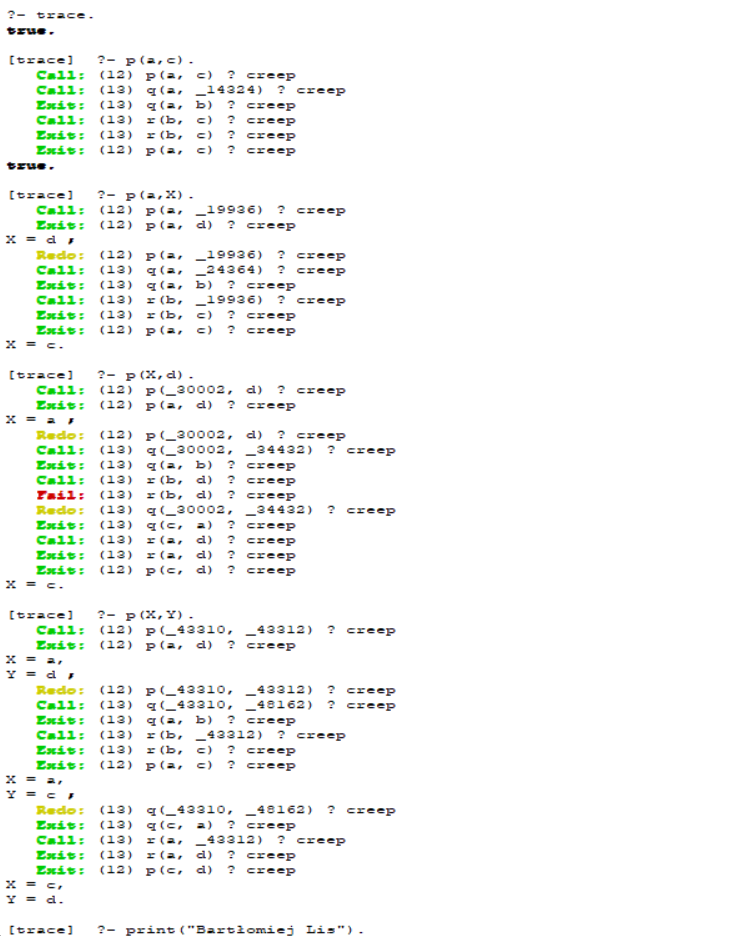 ?- trace.
true.
[trace]  ?- p(a,c).
   Call: (12) p(a, c) ? creep
   Call: (13) q(a, _14324) ? creep
   Exit: (13) q(a, b) ? creep
   Call: (13) r(b, c) ? creep
   Exit: (13) r(b, c) ? creep
   Exit: (12) p(a, c) ? creep
true.
[trace]  ?- p(a,X).
   Call: (12) p(a, _19936) ? creep
   Exit: (12) p(a, d) ? creep
X = d ;
   Redo: (12) p(a, _19936) ? creep
   Call: (13) q(a, _24364) ? creep
   Exit: (13) q(a, b) ? creep
   Call: (13) r(b, _19936) ? creep
   Exit: (13) r(b, c) ? creep
   Exit: (12) p(a, c) ? creep
X = c.
[trace]  ?- p(X,d).
   Call: (12) p(_30002, d) ? creep
   Exit: (12) p(a, d) ? creep
X = a ;
   Redo: (12) p(_30002, d) ? creep
   Call: (13) q(_30002, _34432) ? creep
   Exit: (13) q(a, b) ? creep
   Call: (13) r(b, d) ? creep
   Fail: (13) r(b, d) ? creep
   Redo: (13) q(_30002, _34432) ? creep
   Exit: (13) q(c, a) ? creep
   Call: (13) r(a, d) ? creep
   Exit: (13) r(a, d) ? creep
   Exit: (12) p(c, d) ? creep
X = c.
[trace]  ?- p(X,Y).
   Call: (12) p(_43310, _43312) ? creep
   Exit: (12) p(a, d) ? creep
X = a,
Y = d ;
   Redo: (12) p(_43310, _43312) ? creep
   Call: (13) q(_43310, _48162) ? creep
   Exit: (13) q(a, b) ? creep
   Call: (13) r(b, _43312) ? creep
   Exit: (13) r(b, c) ? creep
   Exit: (12) p(a, c) ? creep
X = a,
Y = c ;
   Redo: (13) q(_43310, _48162) ? creep
   Exit: (13) q(c, a) ? creep
   Call: (13) r(a, _43312) ? creep
   Exit: (13) r(a, d) ? creep
   Exit: (12) p(c, d) ? creep
X = c,
Y = d.
[trace]  ?- print("Bartłomiej Lis").